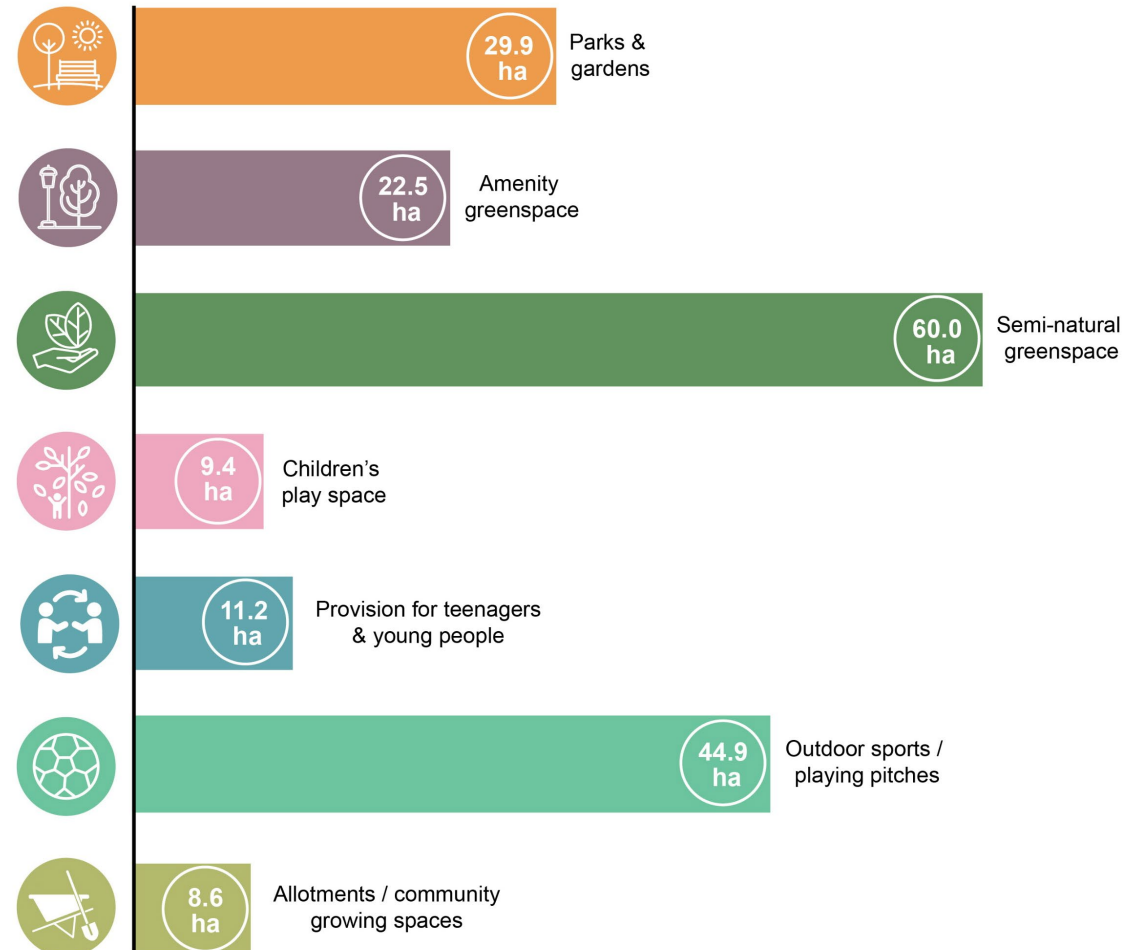 29.9
ha
Parks &
gardens
22.5
ha
Amenity
greenspace
60.0
ha
Semi-natural
greenspace
9.4
ha
Children’s
play space
11.2
ha
Provision for teenagers
& young people
44.9
ha
Outdoor sports /
playing pitches
8.6
ha
Allotments / community
growing spaces